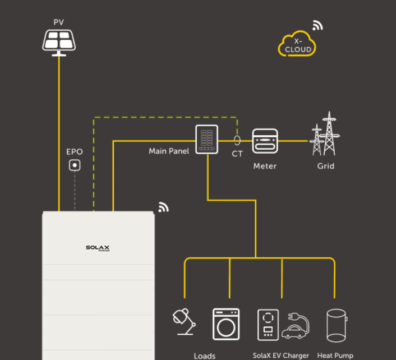 PV
X-
CLOUD
EPO
Main Panel
CT
Meter
Grid
SOLAX
Loads
SolaX EV Charger
Heat Pump